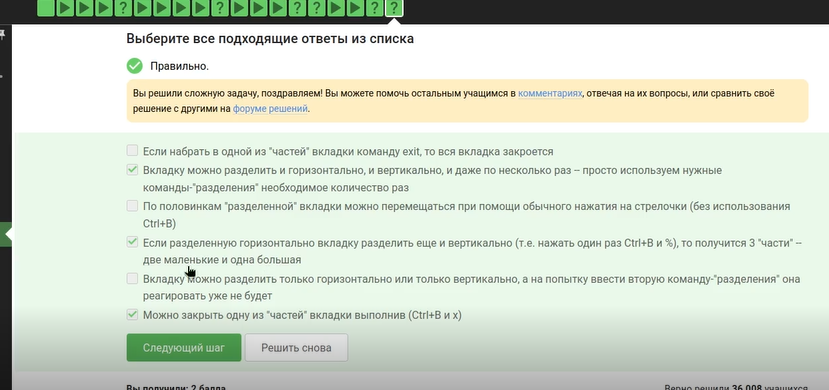 Выберите все подходящие ответы из списка
Правильно.
Вы решили сложную задачу, поздравляем! Вы можете помочь остальным учащимся в комментариях, отвечая на их вопросы, или сравнить своё
решение с другими на форуме решений.
Если набрать в одной из "частей" вкладки команду exit, то вся вкладка закроется
Вкладку можно разделить и горизонтально, и вертикально, и даже по несколько раз – просто используем нужные
команды-"разделения" необходимое количество раз
По половинкам "разделенной" вкладки можно перемещаться при помощи обычного нажатия на стрелочки (без использования
Ctrl+B)
Если разделенную горизонтально вкладку разделить еще и вертикально (т.е. нажать один раз Ctrl+B и %), то получится 3 "части" –
две маленькие и одна большая
Вкладку можно разделить только горизонтально или только вертикально, а на попытку ввести вторую команду-"разделения" она
реагировать уже не будет
Можно закрыть одну из "частей" вкладки выполнив (Ctrl+B и x)
Следующий шаг
Решить снова
Вы получили: 2 балла
Верно решили 36 008 учащихся